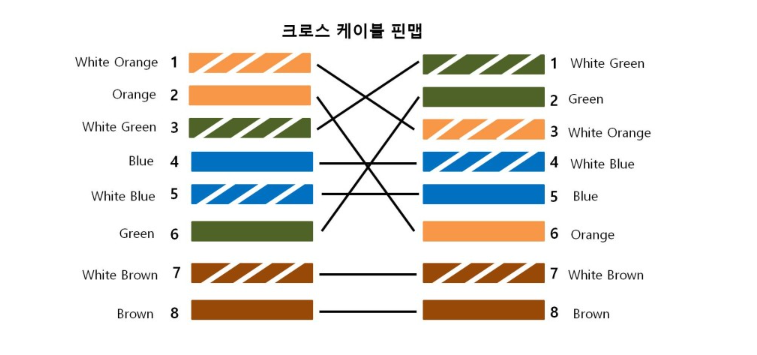 크로스 케이블 핀맵
White Orange 1 1 White Green
Orange 2 2 Green
White Green 3 3 White Orange
Blue 4 4 White Blue
White Blue 5 5 Blue
Green 6 6 Orange
White Brown 7 7 White Brown
Brown 8 8 Brown